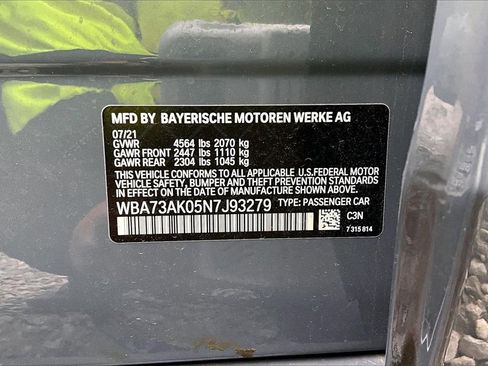 MFD BY BAYERISCHE MOTOREN WERKE AG
07/21
GVWR 4564 lbs 2070 kg
GAWR FRONT 2447 lbs 1110 kg
GAWR REAR 2304 lbs 1045 kg
THIS VEHICLE CONFORMS TO ALL APPLICABLE U.S.FEDERAL MOTOR
VEHICLE SAFETY, BUMPER, AND THEFT PREVENTION STANDARDS
IN EFFECT ON THE DATE OF MANUFACTURE SHOWN ABOVE.
WBA73AK05N7J93279 TYPE: PASSENGER CAR
C3N
7 315 814